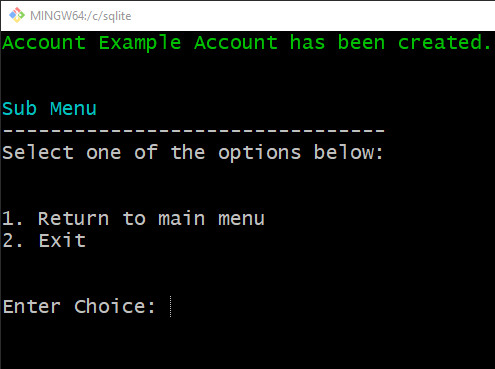 MINGW64:/c/sqlite
Account Example Account has been created.
Sub Menu
--------------------------------
Select one of the options below:
1. Return to main menu
2. Exit
Enter Choice: